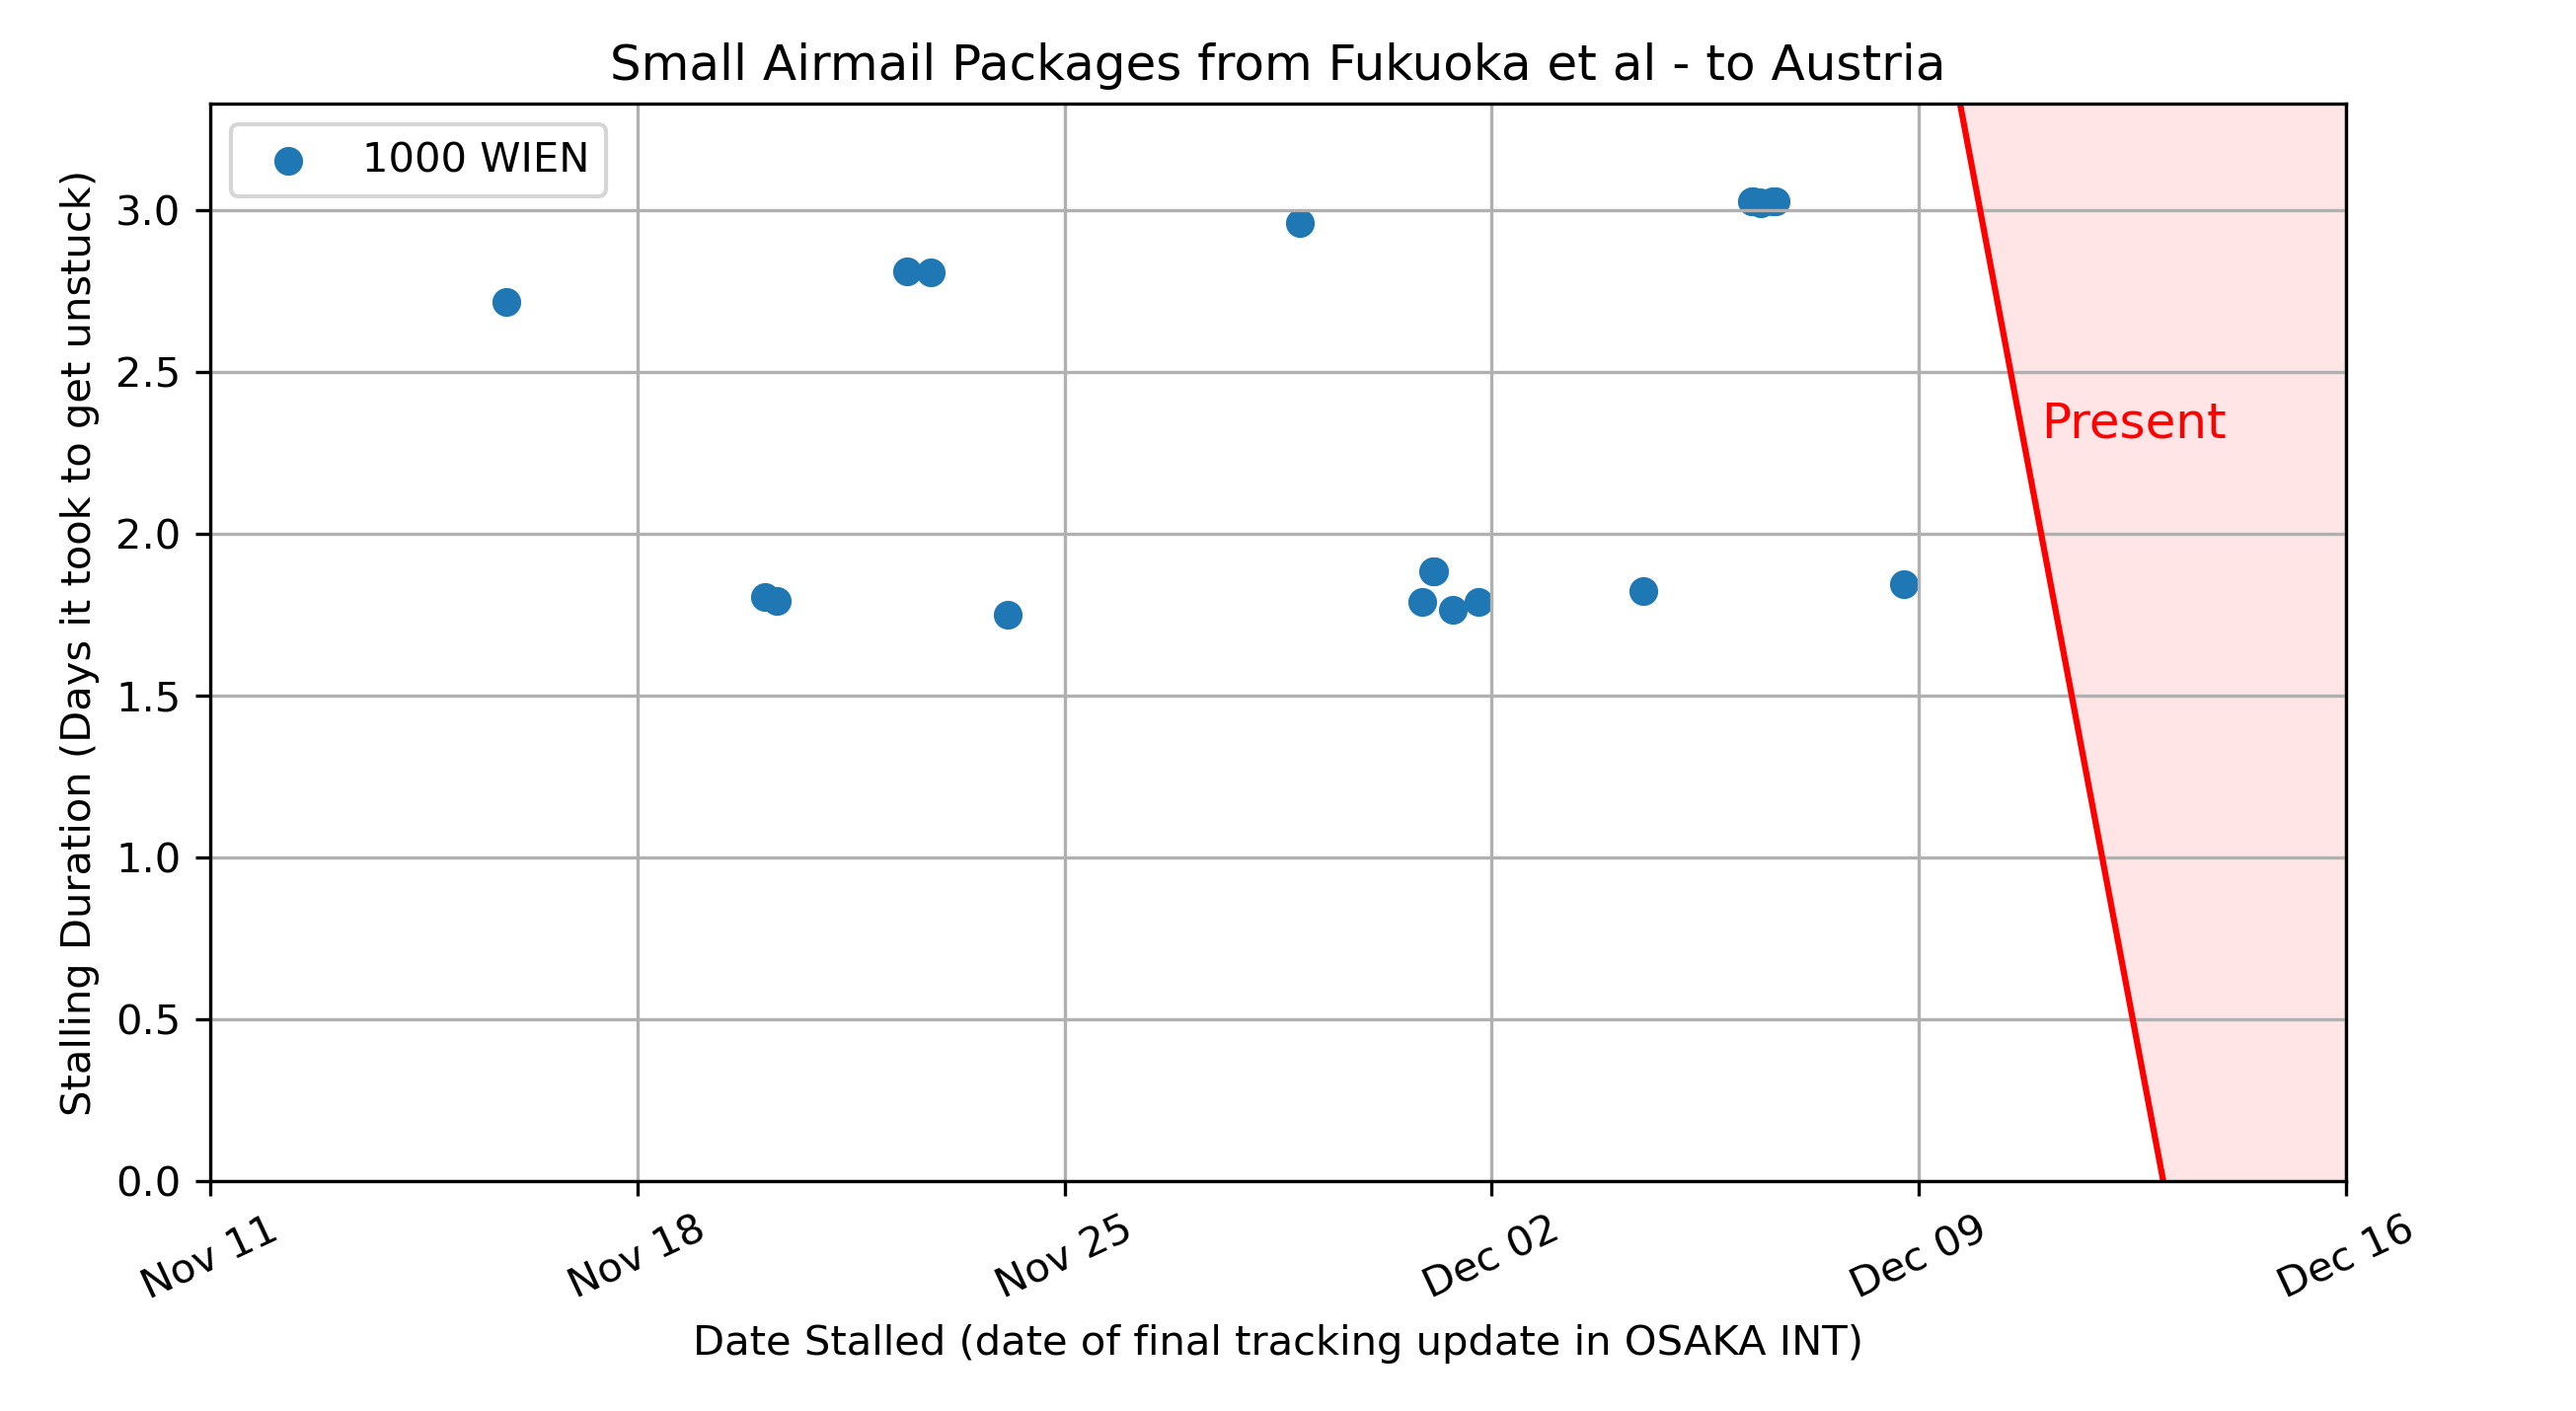 Small Airmail Packages from Fukuoka et al - to Austria
1000 WIEN
Stalling Duration (Days it took to get unstuck)
3.0
2.5
2.0
1.5
1.0
0.5
0.0
Present
Nov 11
Nov 18
Nov 25
Dec 02
Dec 09
Dec 16
Date Stalled (date of final tracking update in OSAKA INT)